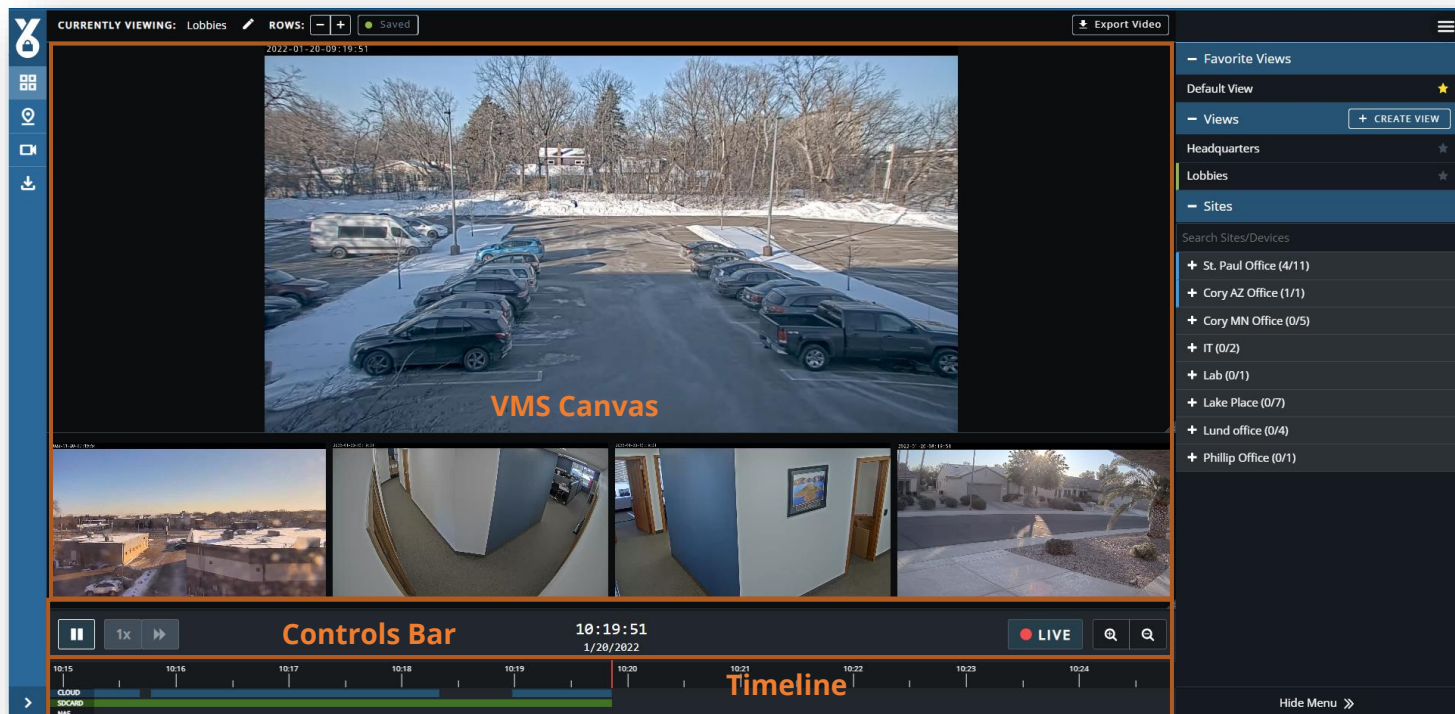 CURRENTLY VIEWING: Lobbies ROWS: − + Saved Export Video
2022-01-20-09:19:51
− Favorite Views
Default View
− Views + CREATE VIEW
Headquarters
Lobbies
− Sites
Search Sites/Devices
+ St. Paul Office (4/11)
+ Cory AZ Office (1/1)
+ Cory MN Office (0/5)
+ IT (0/2)
+ Lab (0/1)
+ Lake Place (0/7)
+ Lund office (0/4)
+ Phillip Office (0/1)
VMS Canvas
1x
Controls Bar
10:19:51
1/20/2022
LIVE
10:15 10:16 10:17 10:18 10:19 10:20 10:21 10:22 10:23 10:24
Timeline
CLOUD
SDCARD
Hide Menu